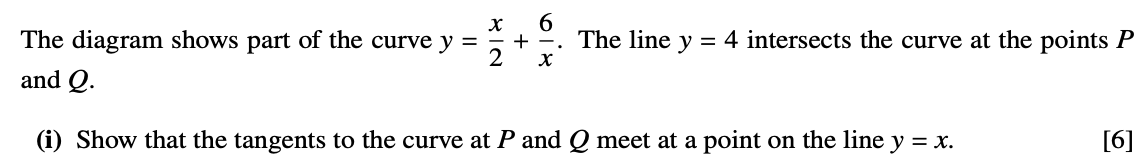 The diagram shows part of the curve y = x/2 + 6/x. The line y = 4 intersects the curve at the points P
and Q.
(i) Show that the tangents to the curve at P and Q meet at a point on the line y = x. [6]